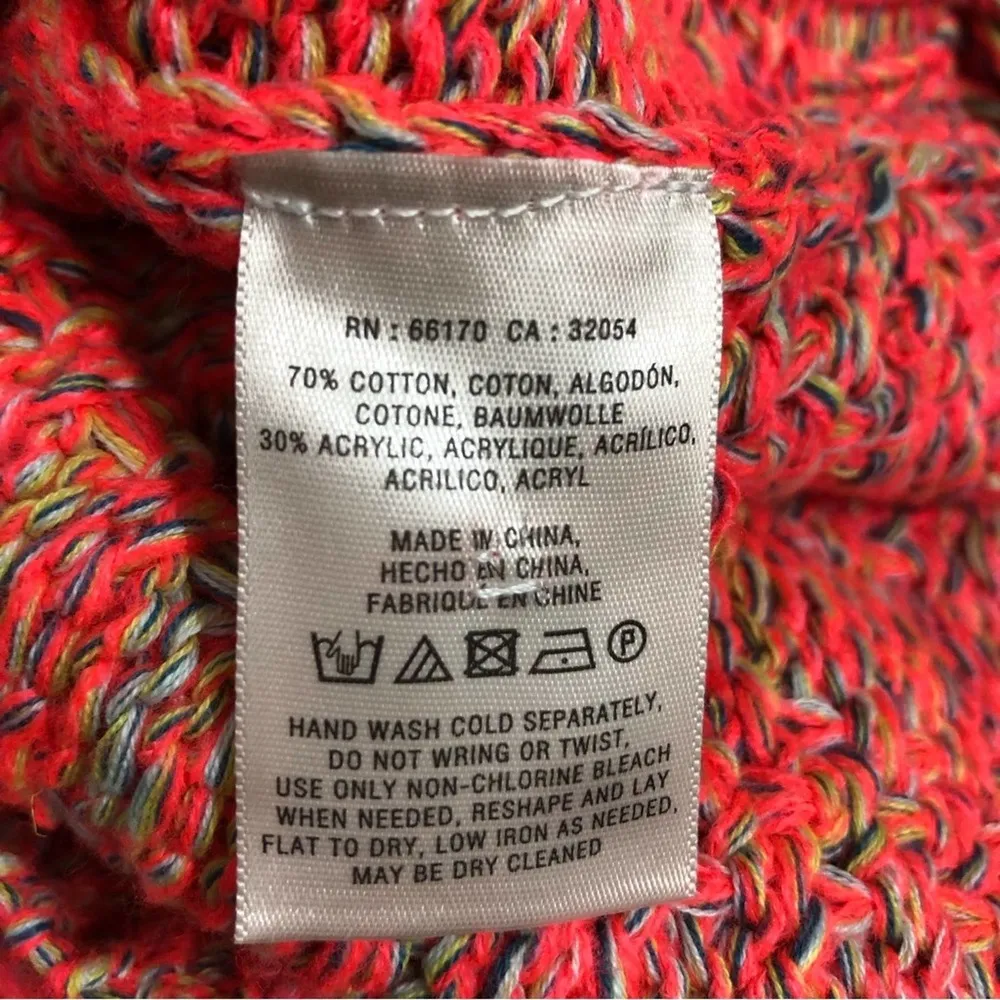 RN : 66170 CA : 32054
70% COTTON, COTON, ALGODÓN,
COTONE, BAUMWOLLE
30% ACRYLIC, ACRYLIQUE, ACRÍLICO,
ACRILICO, ACRYL
MADE IN CHINA,
HECHO EN CHINA,
FABRIQUE EN CHINE
P
HAND WASH COLD SEPARATELY,
DO NOT WRING OR TWIST,
USE ONLY NON-CHLORINE BLEACH
WHEN NEEDED, RESHAPE AND LAY
FLAT TO DRY, LOW IRON AS NEEDED,
MAY BE DRY CLEANED